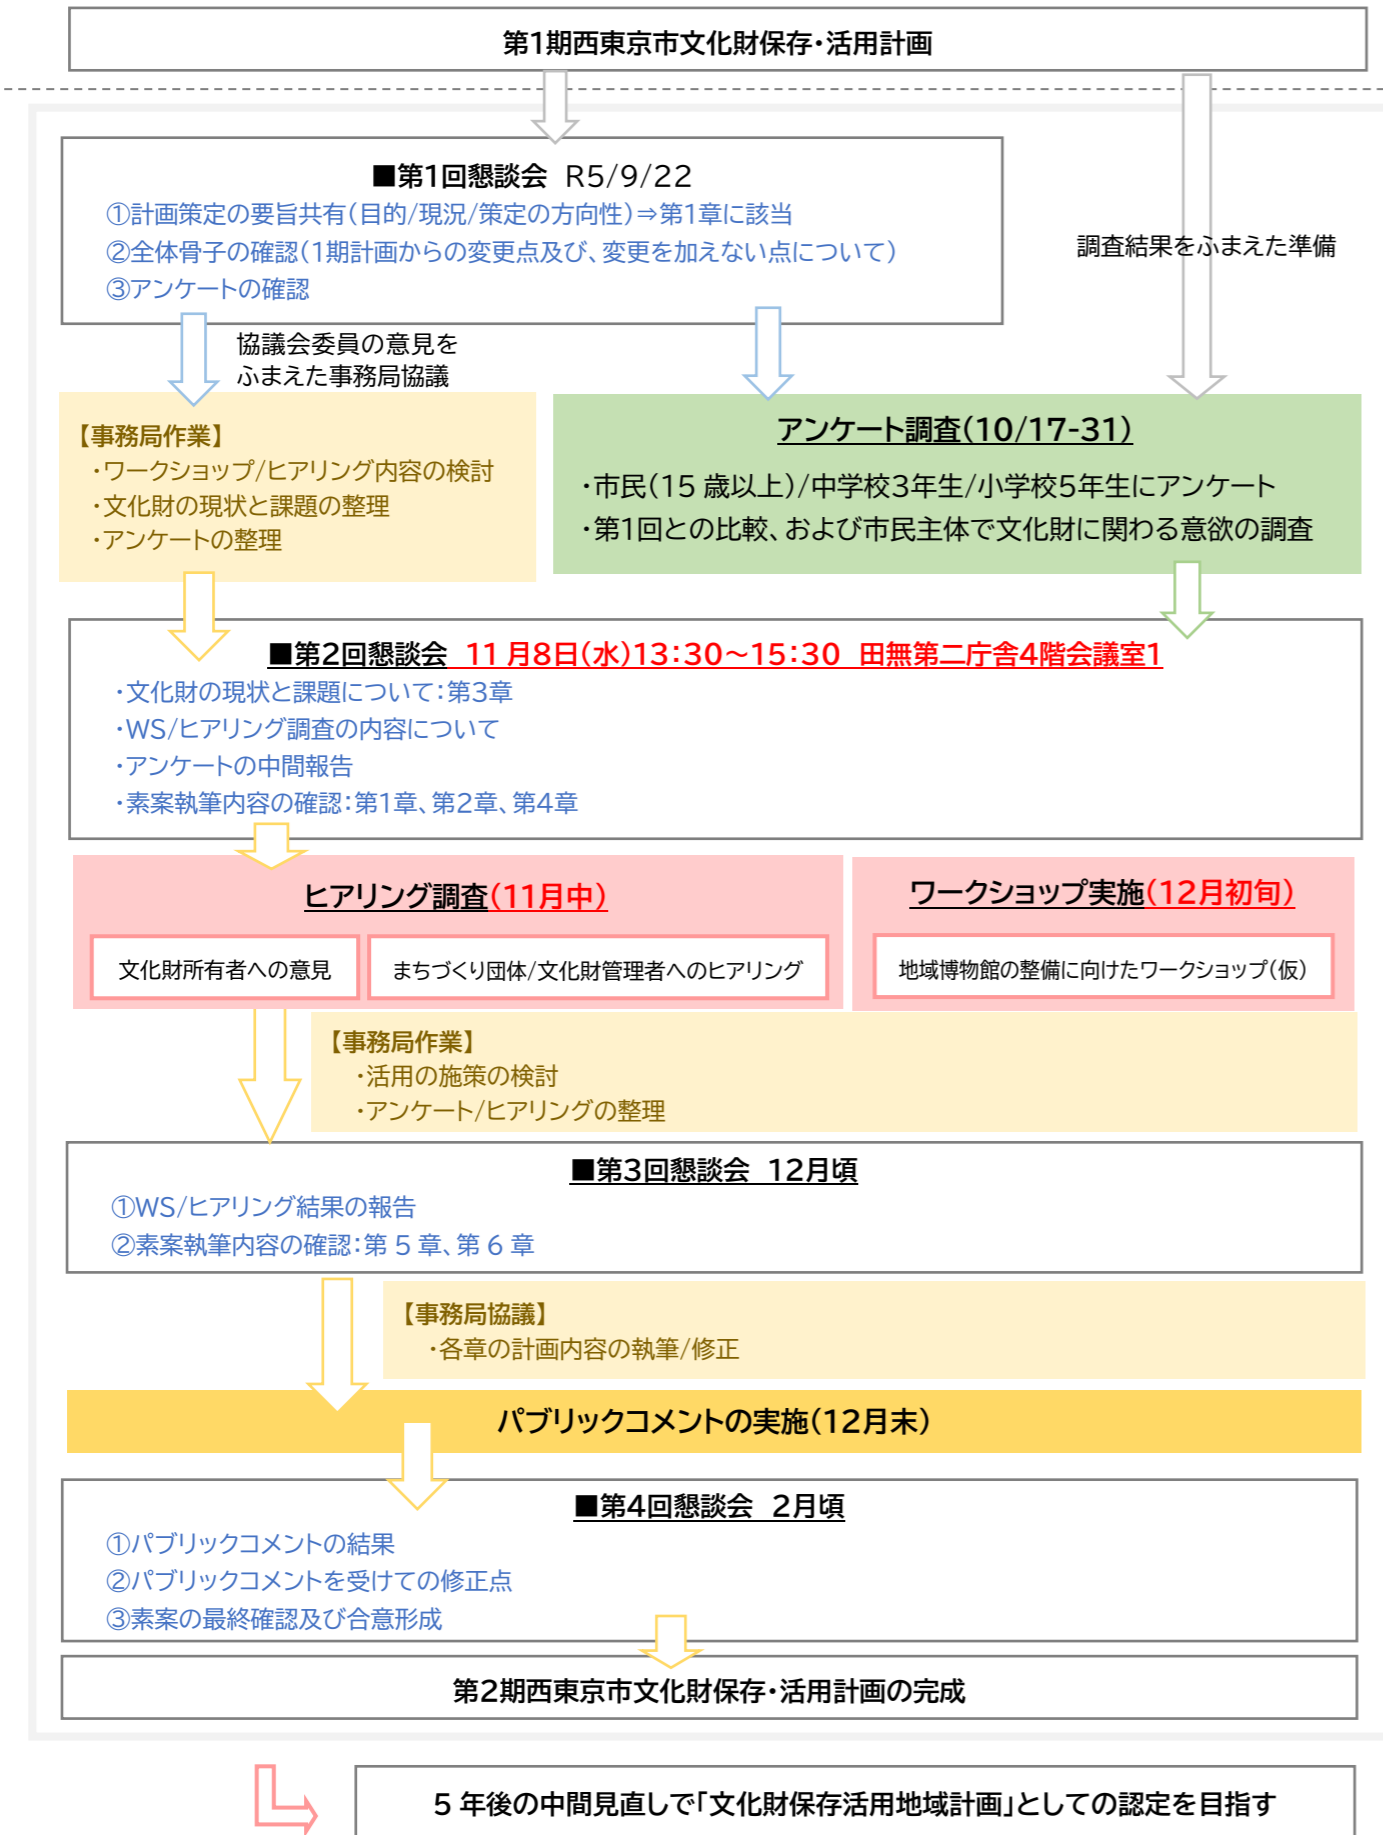 第1期西東京市文化財保存・活用計画
■第1回懇談会　R5/9/22
①計画策定の要旨共有（目的/現況/策定の方向性）⇒第1章に該当
②全体骨子の確認（1期計画からの変更点及び、変更を加えない点について）
③アンケートの確認
調査結果をふまえた準備
協議会委員の意見を
ふまえた事務局協議
【事務局作業】
・ワークショップ/ヒアリング内容の検討
・文化財の現状と課題の整理
・アンケートの整理
アンケート調査（10/17-31）
・市民（15 歳以上）/中学校3年生/小学校5年生にアンケート
・第1回との比較、および市民主体で文化財に関わる意欲の調査
■第2回懇談会　11 月8日（水）13：30～15：30　田無第二庁舎4階会議室1
・文化財の現状と課題について：第3章
・WS/ヒアリング調査の内容について
・アンケートの中間報告
・素案執筆内容の確認：第1章、第2章、第4章
ヒアリング調査（11月中）
文化財所有者への意見
まちづくり団体/文化財管理者へのヒアリング
ワークショップ実施（12月初旬）
地域博物館の整備に向けたワークショップ（仮）
【事務局作業】
・活用の施策の検討
・アンケート/ヒアリングの整理
■第3回懇談会　12月頃
①WS/ヒアリング結果の報告
②素案執筆内容の確認：第 5 章、第 6 章
【事務局協議】
・各章の計画内容の執筆/修正
パブリックコメントの実施（12月末）
■第4回懇談会　2月頃
①パブリックコメントの結果
②パブリックコメントを受けての修正点
③素案の最終確認及び合意形成
第2期西東京市文化財保存・活用計画の完成
5 年後の中間見直しで「文化財保存活用地域計画」としての認定を目指す